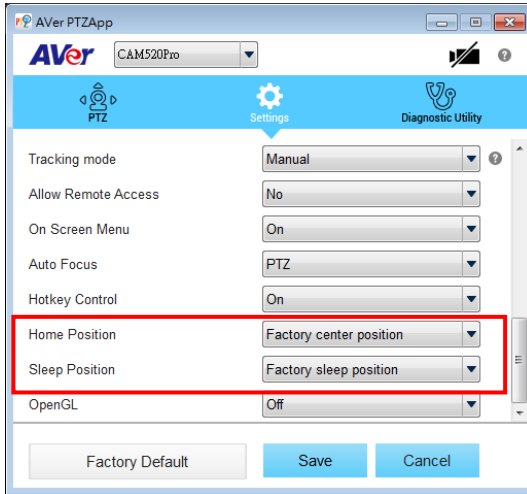 AVer PTZApp
AVer CAM520Pro ?
PTZ Settings Diagnostic Utility
Tracking mode Manual ?
Allow Remote Access No
On Screen Menu On
Auto Focus PTZ
Hotkey Control On
Home Position Factory center position
Sleep Position Factory sleep position
OpenGL Off
Factory Default Save Cancel